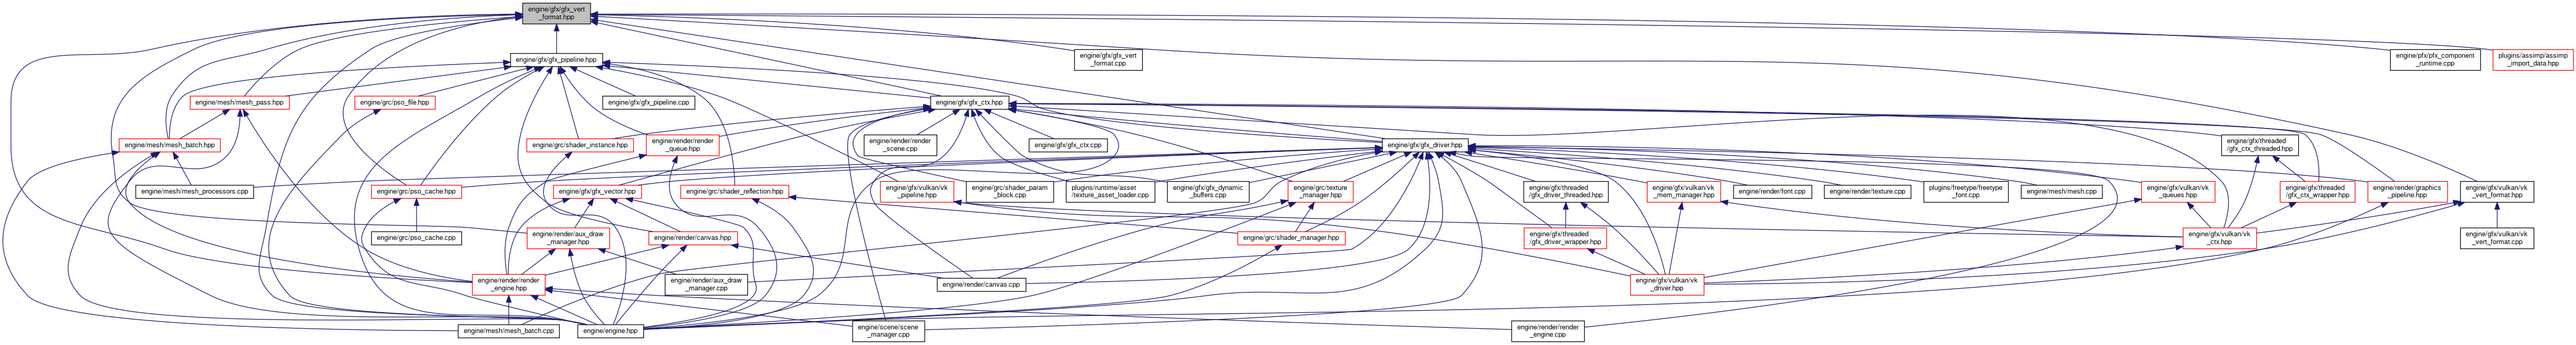 engine/gfx/gfx_vert
_format.hpp
engine/gfx/gfx_pipeline.hpp
engine/gfx/gfx_vert
_format.cpp
engine/pfx/pfx_component
_runtime.cpp
plugins/assimp/assimp
_import_data.hpp
engine/mesh/mesh_pass.hpp
engine/grc/pso_file.hpp
engine/gfx/gfx_pipeline.cpp
engine/gfx/gfx_ctx.hpp
engine/mesh/mesh_batch.hpp
engine/grc/shader_instance.hpp
engine/render/render
_queue.hpp
engine/render/render
_scene.cpp
engine/gfx/gfx_ctx.cpp
engine/gfx/gfx_driver.hpp
engine/gfx/threaded
/gfx_ctx_threaded.hpp
engine/mesh/mesh_processors.cpp
engine/grc/pso_cache.hpp
engine/gfx/gfx_vector.hpp
engine/grc/shader_reflection.hpp
engine/gfx/vulkan/vk
_pipeline.hpp
engine/grc/shader_param
_block.cpp
plugins/runtime/asset
/texture_asset_loader.cpp
engine/gfx/gfx_dynamic
_buffers.cpp
engine/grc/texture
_manager.hpp
engine/gfx/threaded
/gfx_driver_threaded.hpp
engine/gfx/vulkan/vk
_mem_manager.hpp
engine/render/font.cpp
engine/render/texture.cpp
plugins/freetype/freetype
_font.cpp
engine/mesh/mesh.cpp
engine/gfx/vulkan/vk
_queues.hpp
engine/gfx/threaded
/gfx_ctx_wrapper.hpp
engine/render/graphics
_pipeline.hpp
engine/gfx/vulkan/vk
_vert_format.hpp
engine/grc/pso_cache.cpp
engine/render/aux_draw
_manager.hpp
engine/render/canvas.hpp
engine/grc/shader_manager.hpp
engine/gfx/threaded
/gfx_driver_wrapper.hpp
engine/gfx/vulkan/vk
_ctx.hpp
engine/gfx/vulkan/vk
_vert_format.cpp
engine/render/render
_engine.hpp
engine/render/aux_draw
_manager.cpp
engine/render/canvas.cpp
engine/gfx/vulkan/vk
_driver.hpp
engine/mesh/mesh_batch.cpp
engine/engine.hpp
engine/scene/scene
_manager.cpp
engine/render/render
_engine.cpp